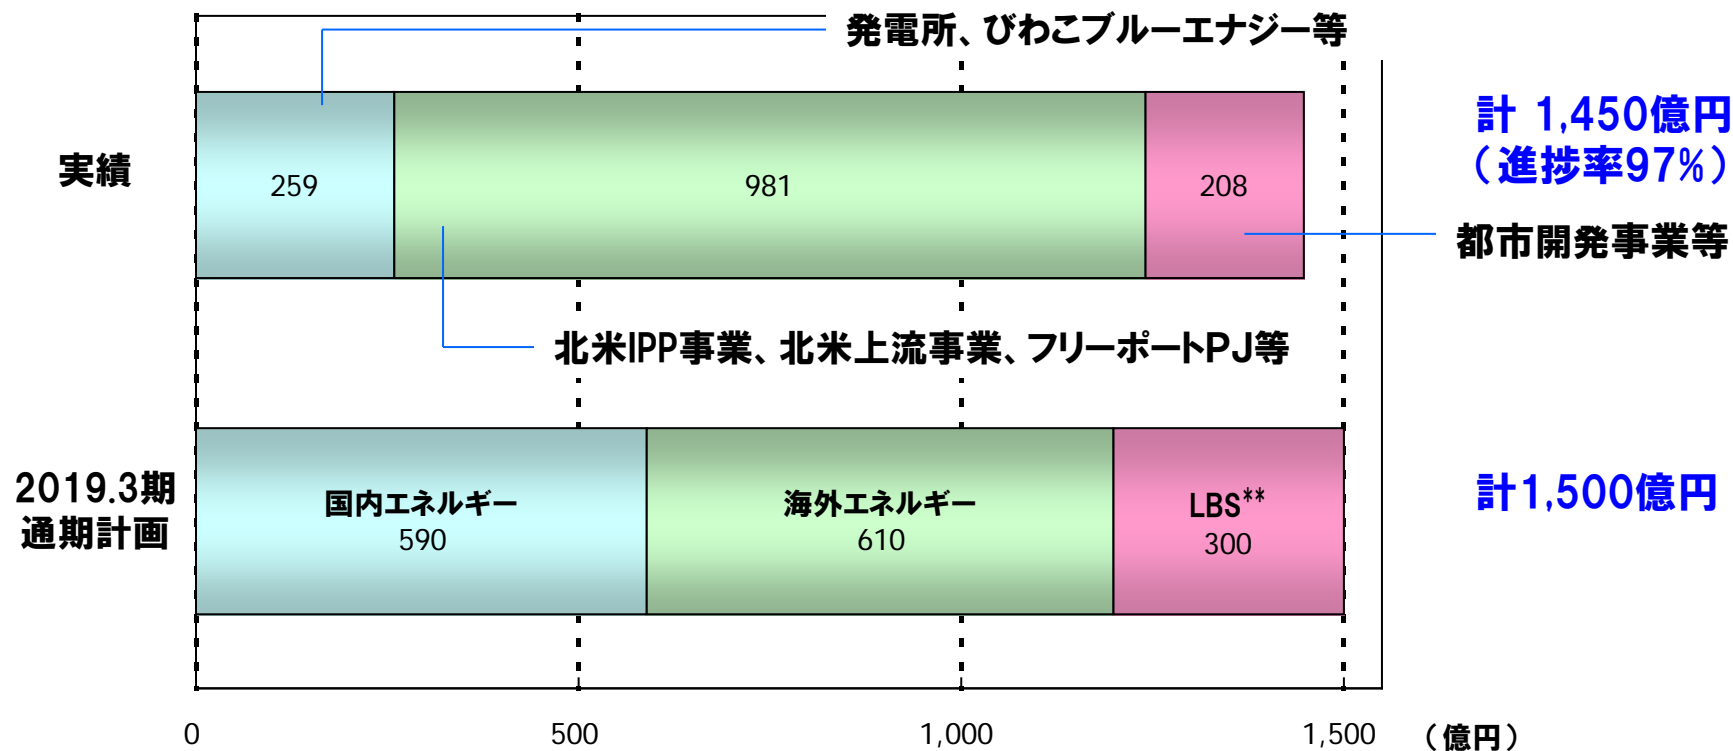 発電所、びわこブルーエナジー等
計 1,450億円
（進捗率97%）
実績
259
981
208
都市開発事業等
北米IPP事業、北米上流事業、フリーポートPJ等
2019.3期
通期計画
国内エネルギー
590
海外エネルギー
610
LBS**
300
計1,500億円
0
500
1,000
1,500
（億円）